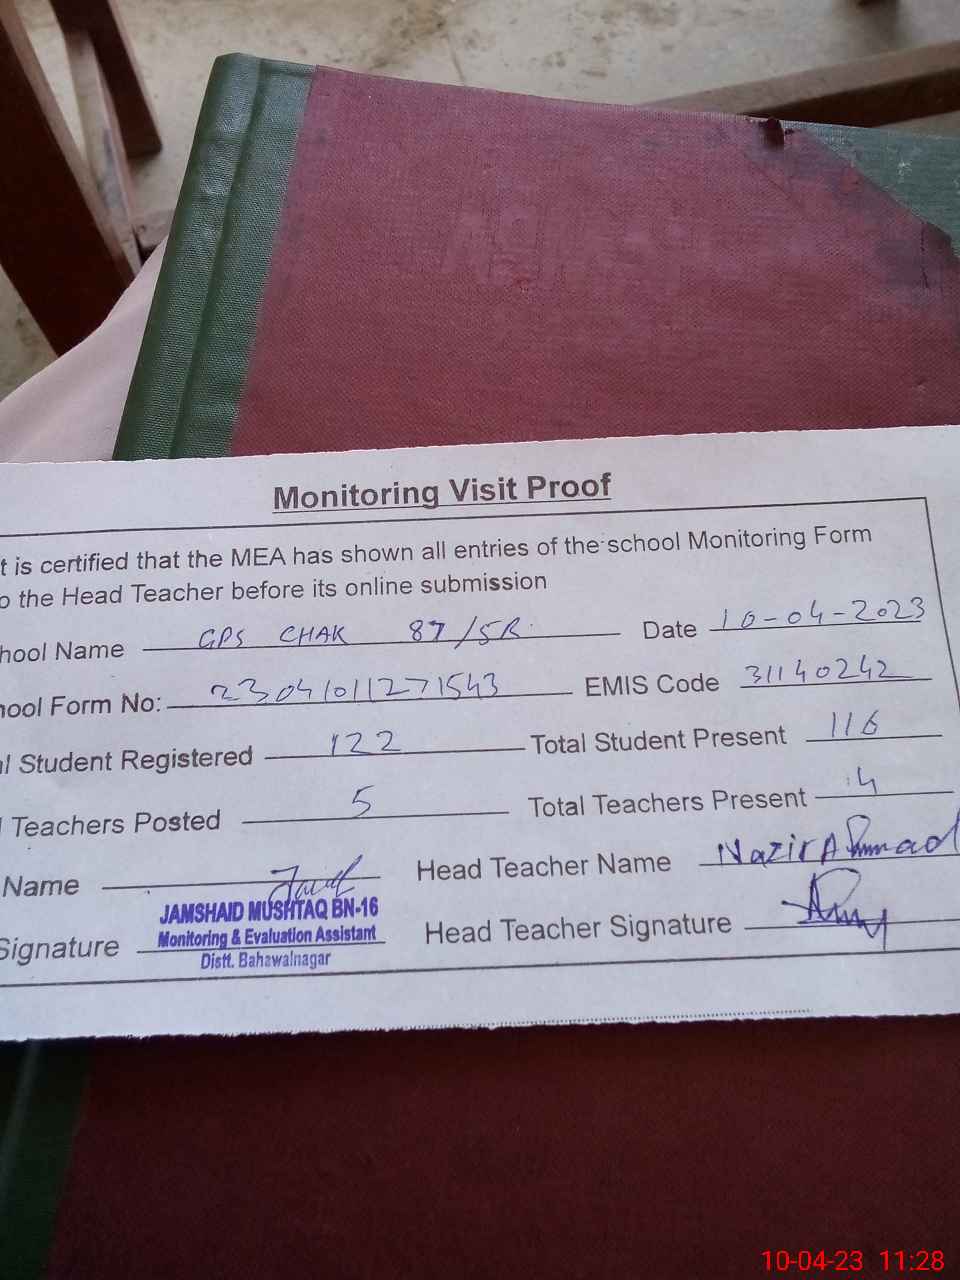 Monitoring Visit Proof
t is certified that the MEA has shown all entries of the school Monitoring Form
o the Head Teacher before its online submission
hool Name GPS CHAK 87/5R Date 10-04-2023
hool Form No: 23041011271543 EMIS Code 31140242
al Student Registered 122 Total Student Present 116
l Teachers Posted 5 Total Teachers Present 4
Name Head Teacher Name Nazir Ahmad
JAMSHAID MUSHTAQ BN-16
Signature Monitoring & Evaluation Assistant Head Teacher Signature
Distt. Bahawalnagar
10-04-23 11:28